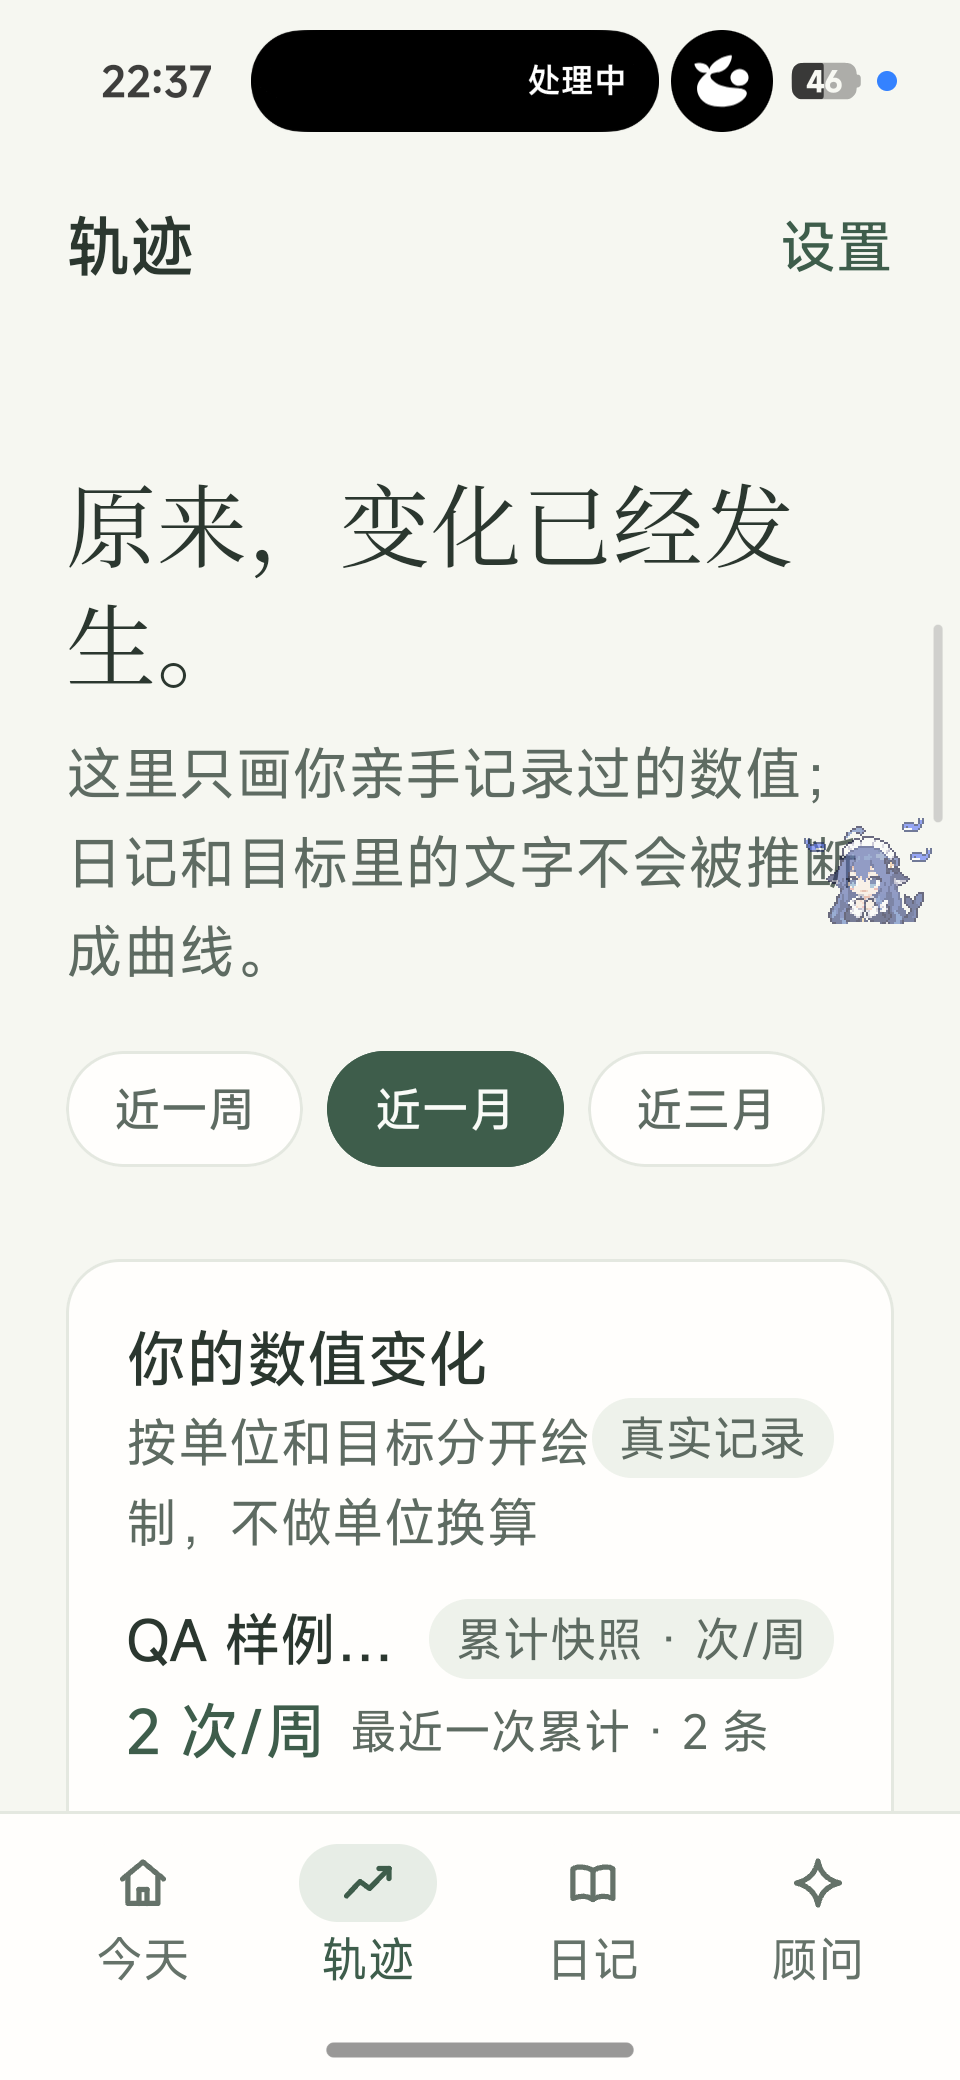 22:37
处理中
46
轨迹
设置
原来，变化已经发
生。
这里只画你亲手记录过的数值；
日记和目标里的文字不会被推断
成曲线。
近一周
近一月
近三月
你的数值变化
按单位和目标分开绘
真实记录
制，不做单位换算
QA 样例...
累计快照 · 次/周
2 次/周
最近一次累计 · 2 条
今天
轨迹
日记
顾问